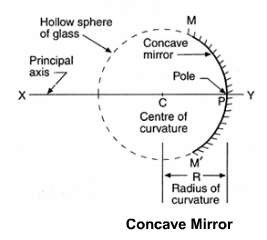 Hollow sphere
of glass
M
Concave
mirror
Principal
axis
Pole
X
C
P
Y
Centre of
curvature
M'
R
Radius of
curvature
Concave Mirror